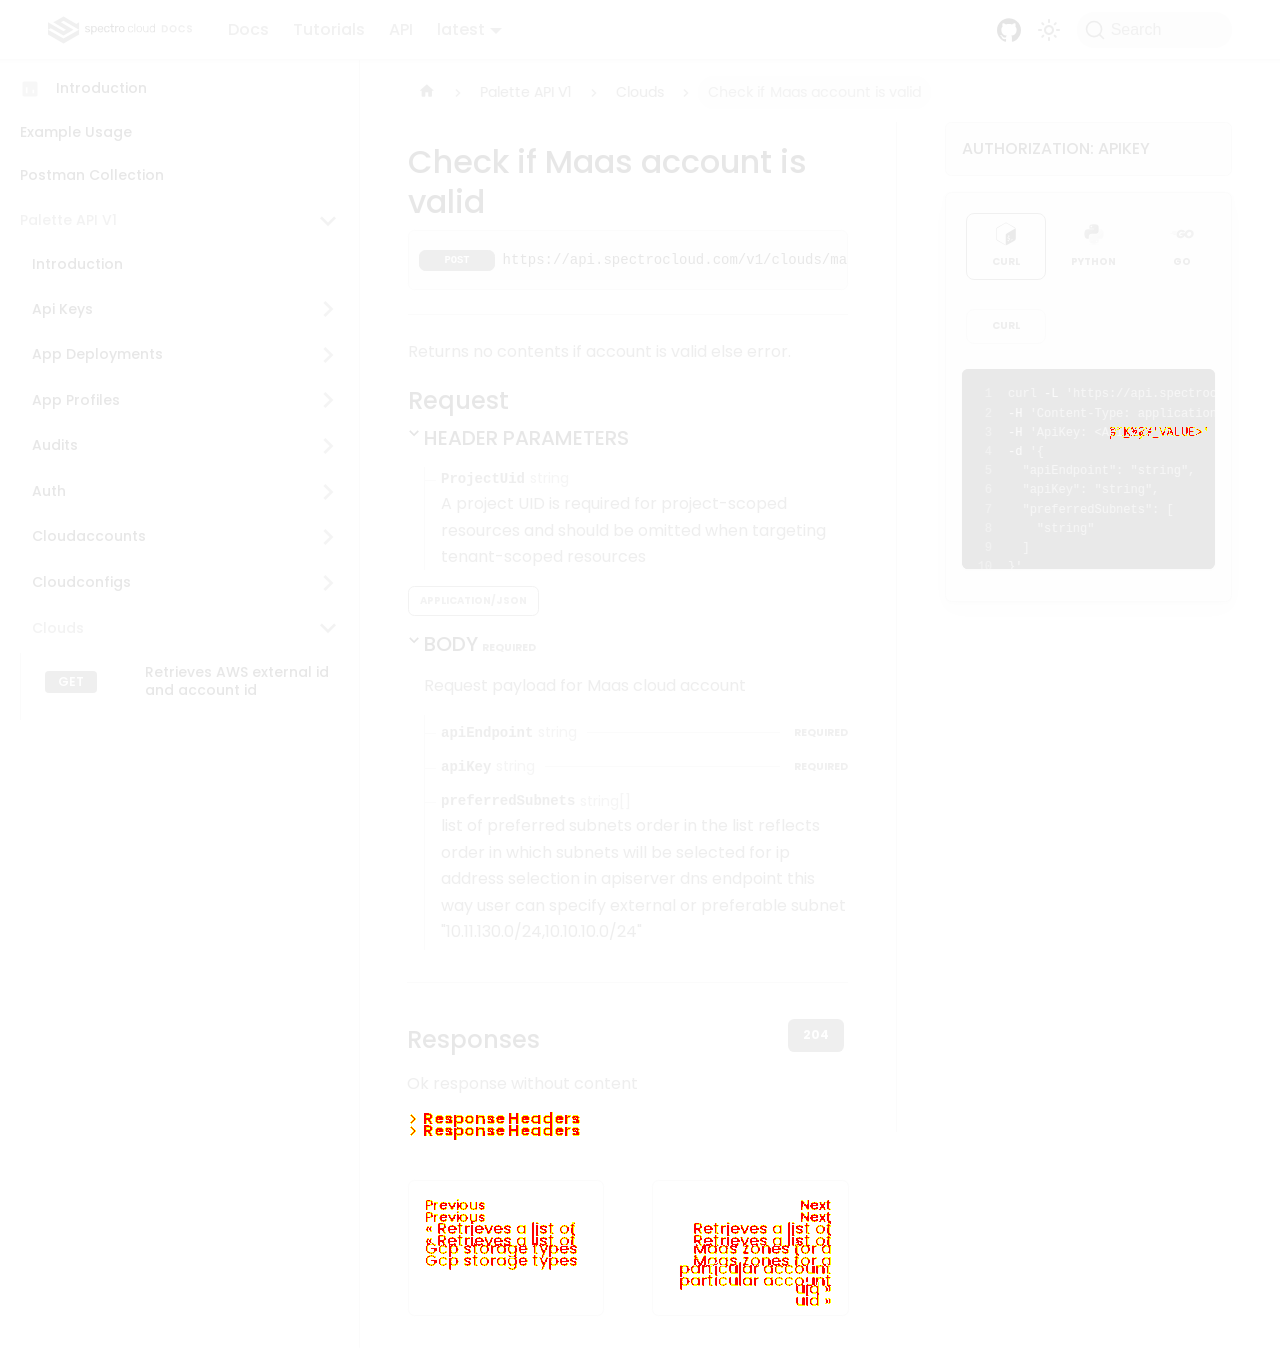 spectro cloud DOCS
Docs Tutorials API latest
Search
Introduction
Example Usage
Postman Collection
Palette API V1
Introduction
Api Keys
App Deployments
App Profiles
Audits
Auth
Cloudaccounts
Cloudconfigs
Clouds
GET Retrieves AWS external id
and account id
Palette API V1 Clouds Check if Maas account is valid
Check if Maas account is
valid
POST https://api.spectrocloud.com/v1/clouds/ma
Returns no contents if account is valid else error.
Request
HEADER PARAMETERS
ProjectUid string
A project UID is required for project-scoped
resources and should be omitted when targeting
tenant-scoped resources
APPLICATION/JSON
BODY REQUIRED
Request payload for Maas cloud account
apiEndpoint string REQUIRED
apiKey string REQUIRED
preferredSubnets string[]
list of preferred subnets order in the list reflects
order in which subnets will be selected for ip
address selection in apiserver dns endpoint this
way user can specify external or preferable subnet
"10.11.130.0/24,10.10.10.0/24"
Responses
204
Ok response without content
Response Headers
Response Headers
Previous
Previous
« Retrieves a list of
« Retrieves a list of
Gcp storage types
Gcp storage types
Next
Next
Retrieves a list of
Retrieves a list of
Maas zones for a
Maas zones for a
particular account
particular account
uid »
uid »
AUTHORIZATION: APIKEY
CURL PYTHON GO
CURL
1 curl -L 'https://api.spectroc
2 -H 'Content-Type: application
3 -H 'ApiKey: <A _VALUE>'
4 -d '{
5 "apiEndpoint": "string",
6 "apiKey": "string",
7 "preferredSubnets": [
8 "string"
9 ]
10 }'